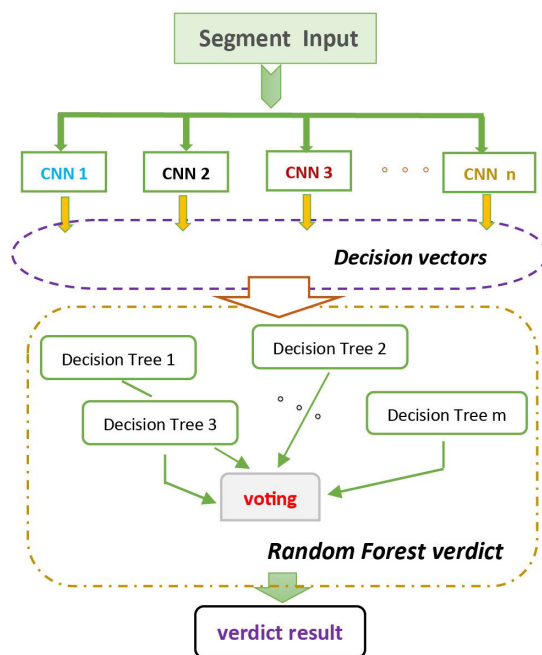 Segment Input
CNN 1
CNN 2
CNN 3
CNN n
Decision vectors
Decision Tree 1
Decision Tree 2
Decision Tree 3
Decision Tree m
voting
Random Forest verdict
verdict result